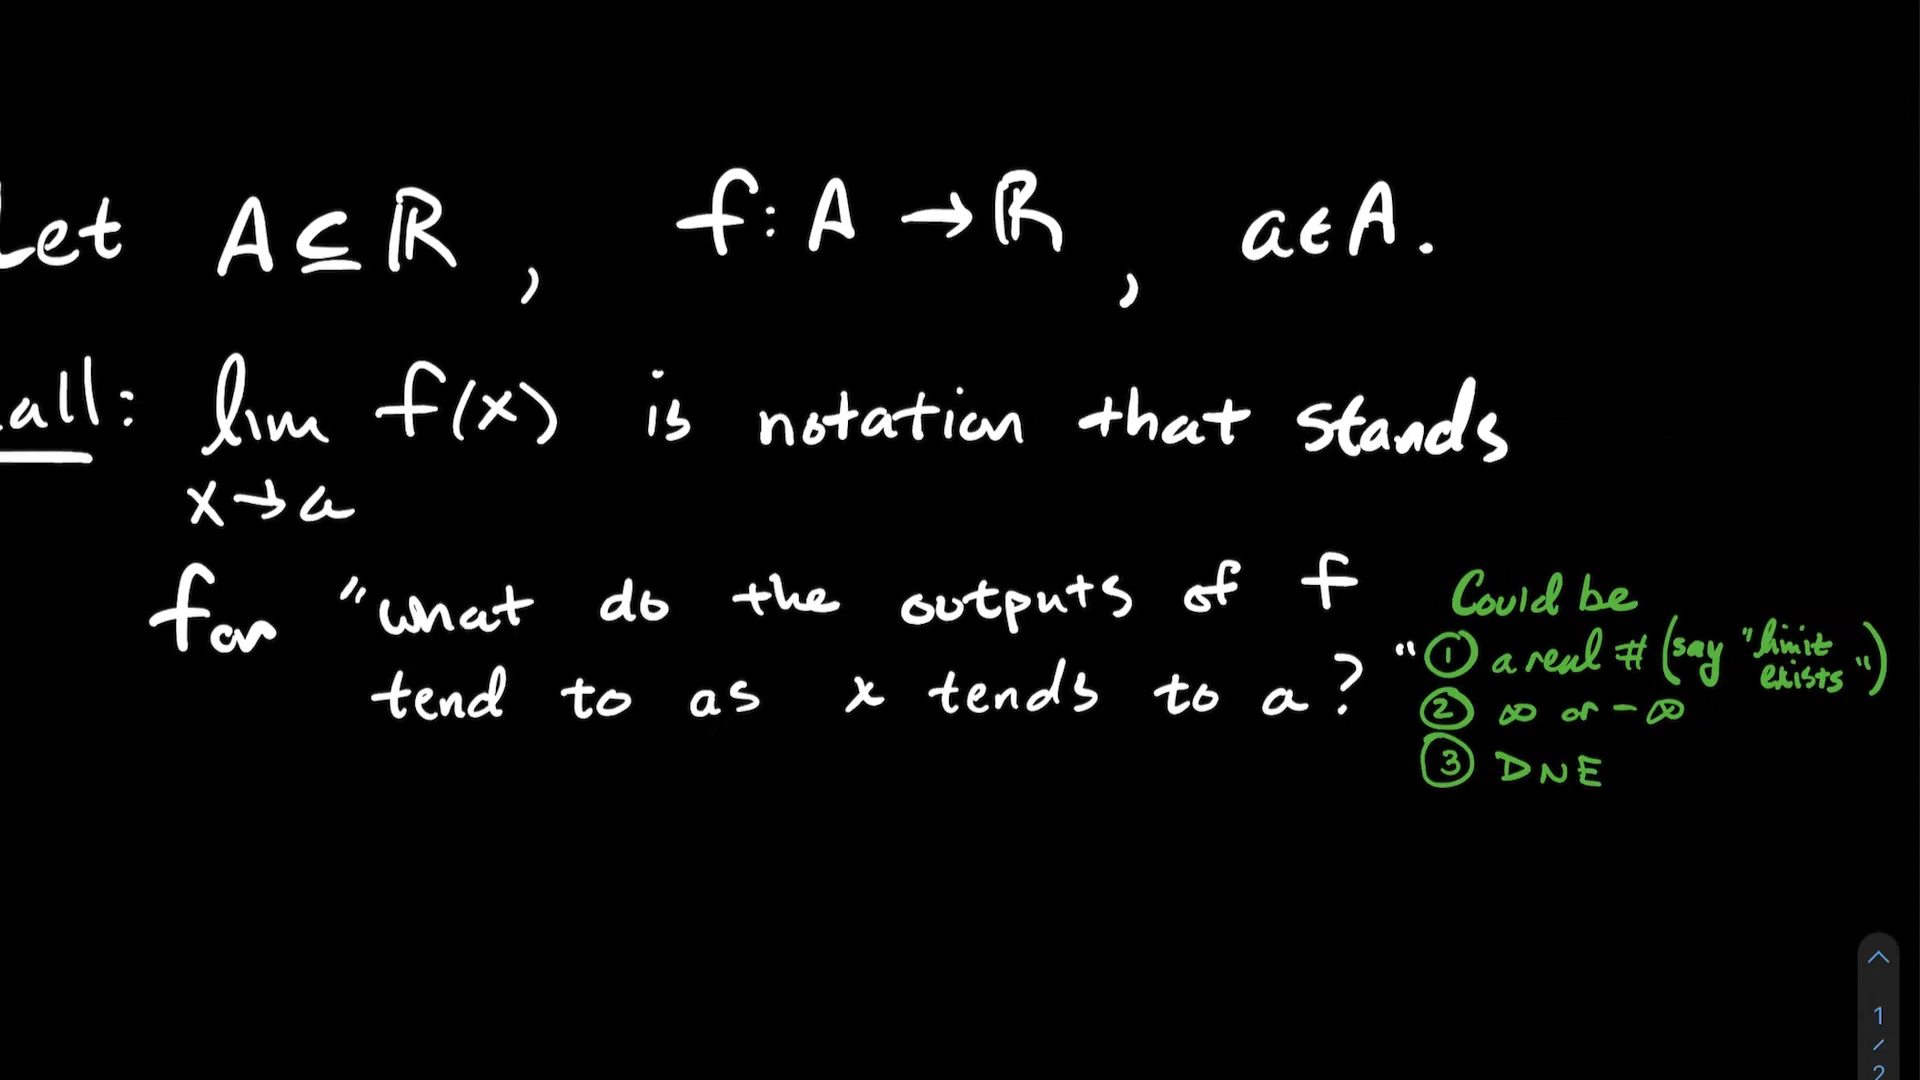 Let A ⊆ ℝ, f: A → ℝ, a ∈ A.
all: lim f(x) is notation that stands
x → a
for "what do the outputs of f
tend to as x tends to a?"
Could be
① a real # (say "limit exists")
② ∞ or -∞
③ DNE
1
/
2